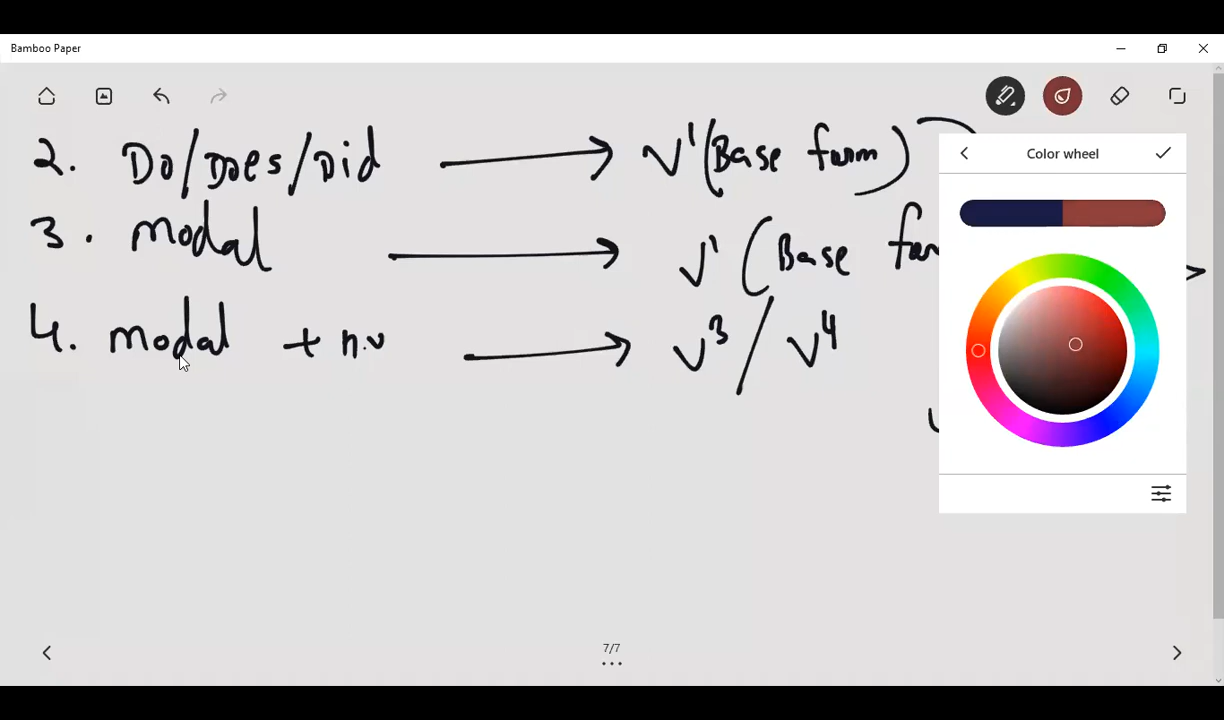 Bamboo Paper
2. Do/Does/Did → V¹(Base form)
Color wheel
3. Modal → V¹ (Base
4. Modal + h.v → V³ / V⁴
7/7